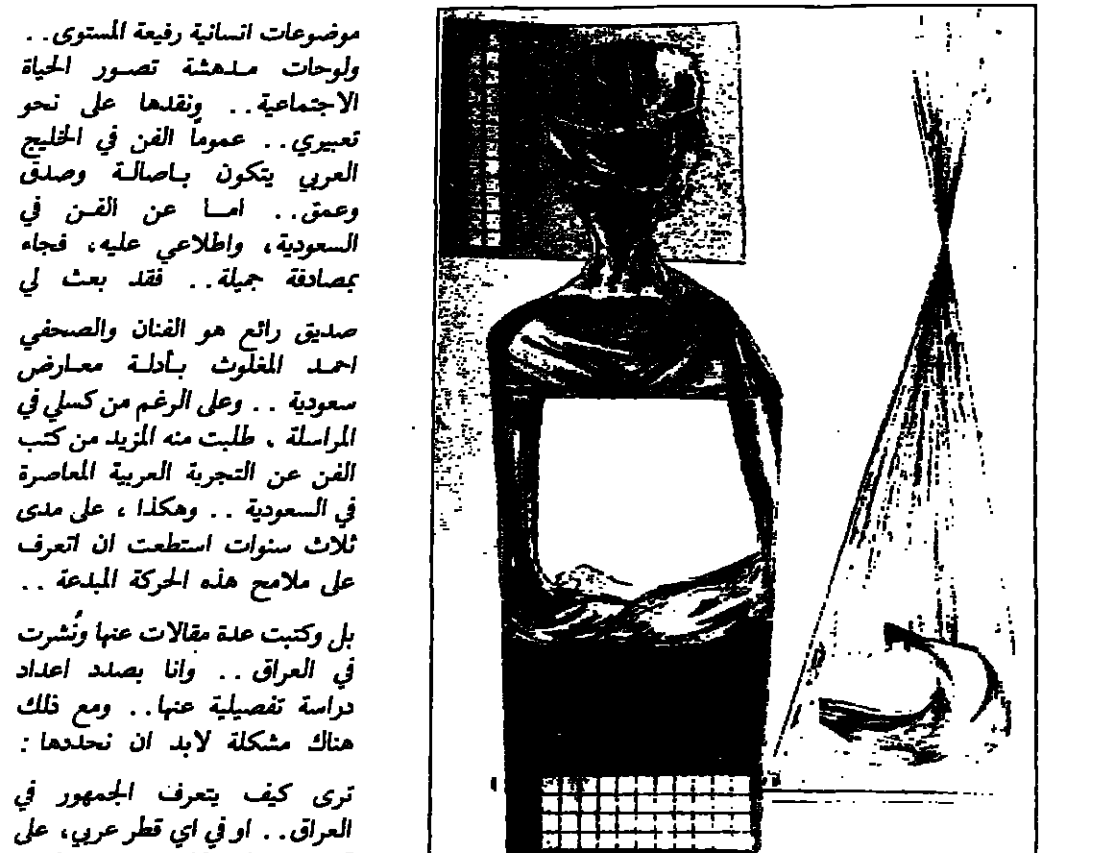 موضوعات انسانية رفيعة المستوى . .
ولوحات مدهشة تصور الحياة
الاجتماعية . . ونقدها على نحو
تعبيري . . عموماً الفن في الخليج
العربي يتكون باصالة وصدق
وعمق . . اما عن الفن في
السعودية، واطلاعي عليه، فجاء
بمصادفة جميلة . . فقد بعث لي
صديق رائع هو الفنان والصحفي
احمد المغلوث بأدلة معارض
سعودية . . وعلى الرغم من كسلي في
المراسلة ، طلبت منه المزيد من كتب
الفن عن التجربة العربية المعاصرة
في السعودية . . وهكذا ، على مدى
ثلاث سنوات استطعت ان اتعرف
على ملامح هذه الحركة المبدعة . .
بل وكتبت عدة مقالات عنها ونُشرت
في العراق . . وانا بصدد اعداد
دراسة تفصيلية عنها . . ومع ذلك
هناك مشكلة لابد ان نحددها :
ترى كيف يتعرف الجمهور في
العراق . . او في اي قطر عربي، على